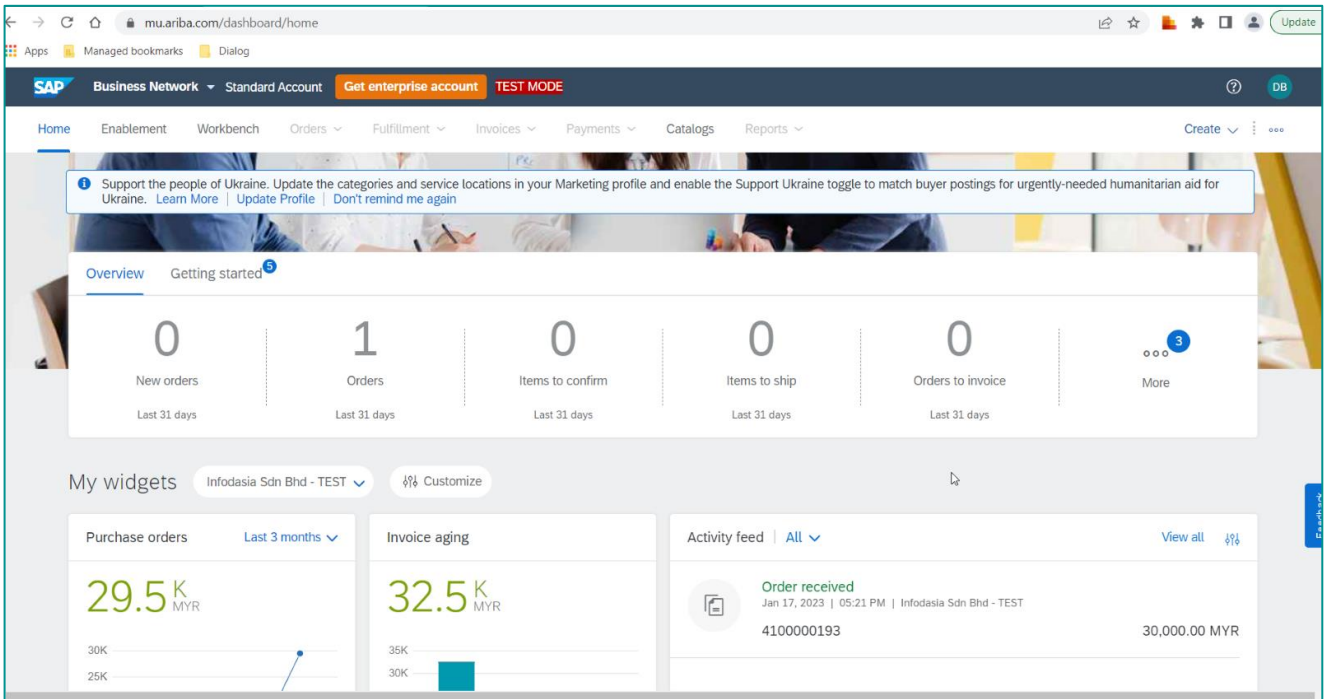 mu.ariba.com/dashboard/home
Update
Apps
Managed bookmarks
Dialog
SAP
Business Network
Standard Account
Get enterprise account
TEST MODE
DB
Home
Enablement
Workbench
Orders
Fulfillment
Invoices
Payments
Catalogs
Reports
Create
Support the people of Ukraine. Update the categories and service locations in your Marketing profile and enable the Support Ukraine toggle to match buyer postings for urgently-needed humanitarian aid for
Ukraine. Learn More | Update Profile | Don't remind me again
Overview
Getting started 5
0
New orders
Last 31 days
1
Orders
Last 31 days
0
Items to confirm
Last 31 days
0
Items to ship
Last 31 days
0
Orders to invoice
Last 31 days
3
More
My widgets
Infodasia Sdn Bhd - TEST
Customize
Feedback
Purchase orders
Last 3 months
29.5 K MYR
30K
25K
Invoice aging
32.5 K MYR
35K
30K
Activity feed | All
View all
Order received
Jan 17, 2023 | 05:21 PM | Infodasia Sdn Bhd - TEST
4100000193
30,000.00 MYR